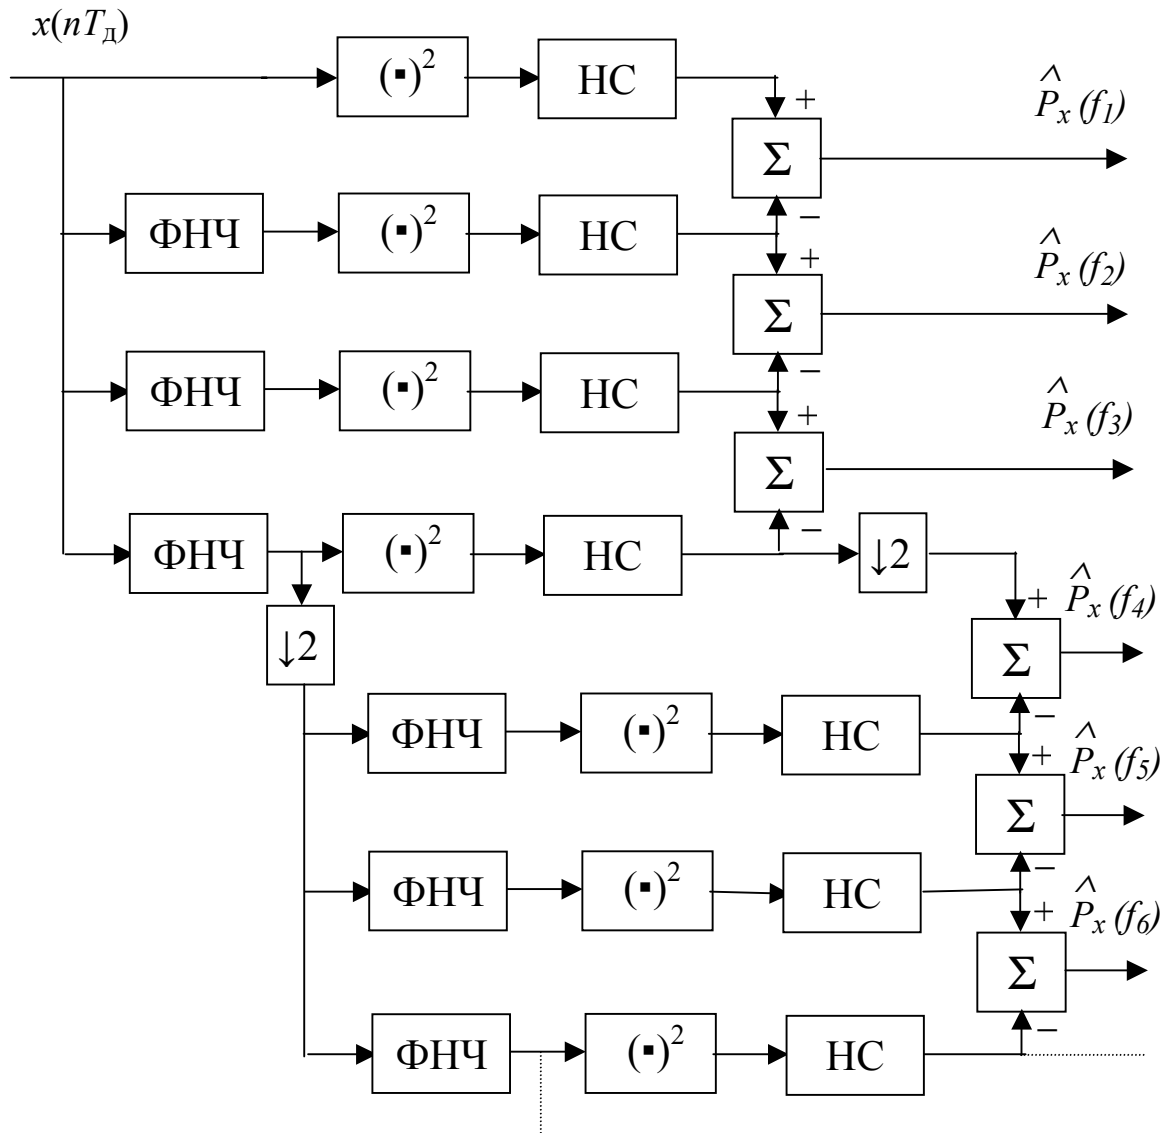 x(nTд)
(▪)² НС
+
Σ
P̂x(f1)
−
ФНЧ (▪)² НС
+
Σ
P̂x(f2)
−
ФНЧ (▪)² НС
+
Σ
P̂x(f3)
−
ФНЧ (▪)² НС ↓2
↓2
+
P̂x(f4)
Σ
−
ФНЧ (▪)² НС
+
P̂x(f5)
Σ
−
ФНЧ (▪)² НС
+
P̂x(f6)
Σ
−
ФНЧ (▪)² НС